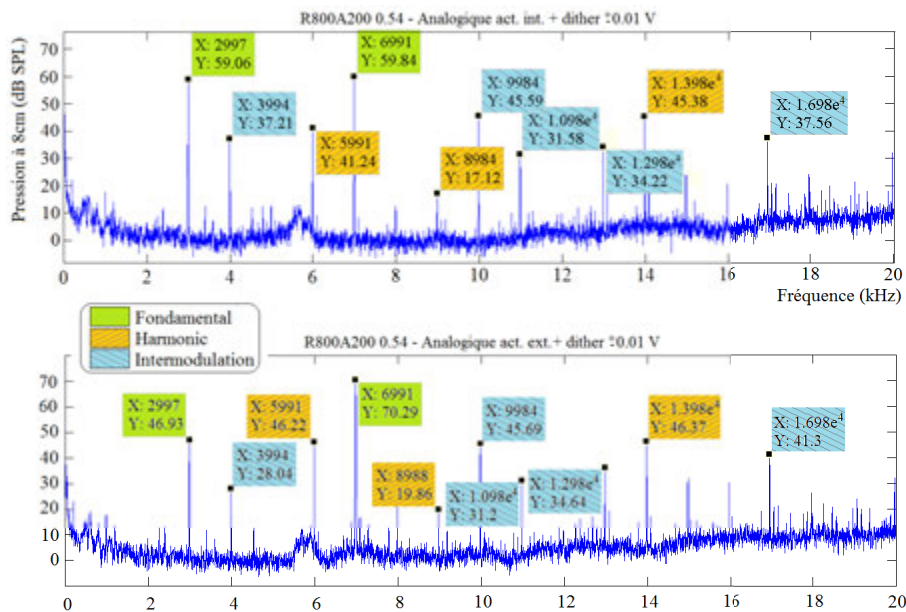 R800A200 0.54 - Analogique act. int. + dither ±0.01 V
Pression à 8cm (dB SPL)
70
60
50
40
30
20
10
0
X: 2997
Y: 59.06
X: 3994
Y: 37.21
X: 5991
Y: 41.24
X: 6991
Y: 59.84
X: 8984
Y: 17.12
X: 9984
Y: 45.59
X: 1.098e⁴
Y: 31.58
X: 1.298e⁴
Y: 34.22
X: 1.398e⁴
Y: 45.38
X: 1.698e⁴
Y: 37.56
0 2 4 6 8 10 12 14 16 18 20
Fréquence (kHz)
Fondamental
Harmonic
Intermodulation
R800A200 0.54 - Analogique act. ext.+ dither ±0.01 V
70
60
50
40
30
20
10
0
X: 2997
Y: 46.93
X: 3994
Y: 28.04
X: 5991
Y: 46.22
X: 6991
Y: 70.29
X: 8988
Y: 19.86
X: 9984
Y: 45.69
X: 1.098e⁴
Y: 31.2
X: 1.298e⁴
Y: 34.64
X: 1.398e⁴
Y: 46.37
X: 1.698e⁴
Y: 41.3
0 2 4 6 8 10 12 14 16 18 20